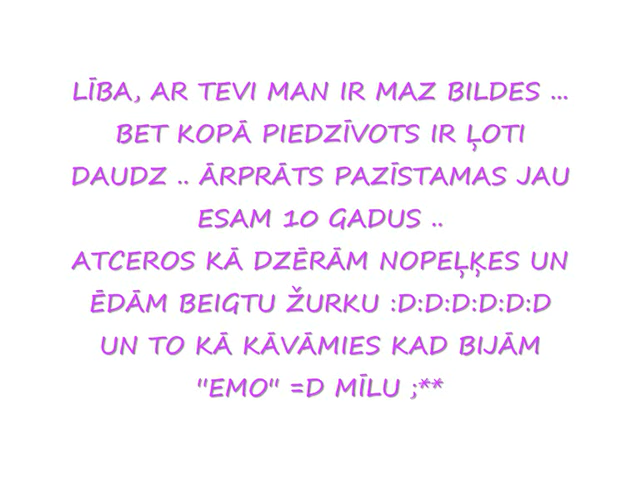 LĪBA, AR TEVI MAN IR MAZ BILDES ...
BET KOPĀ PIEDZĪVOTS IR ĻOTI
DAUDZ .. ĀRPRĀTS PAZĪSTAMAS JAU
ESAM 10 GADUS ..
ATCEROS KĀ DZĒRĀM NOPEĻĶES UN
ĒDĀM BEIGTU ŽURKU :D:D:D:D:D:D
UN TO KĀ KĀVĀMIES KAD BIJĀM
"EMO" =D MĪLU ;**